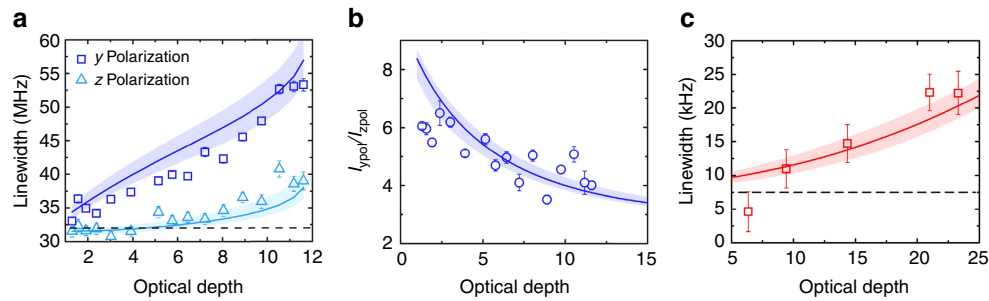 a
60
55
50
45
40
35
30
Linewidth (MHz)
y Polarization
z Polarization
2 4 6 8 10 12
Optical depth
b
8
6
4
2
Iypol/Izpol
0 5 10 15
Optical depth
c
30
25
20
15
10
5
0
Linewidth (kHz)
5 10 15 20 25
Optical depth